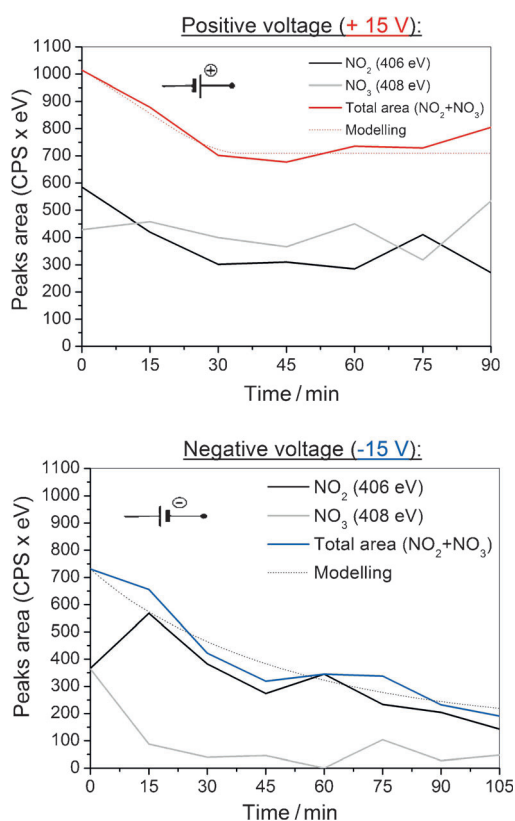 Positive voltage (+ 15 V):
Peaks area (CPS x eV)
1100
1000
900
800
700
600
500
400
300
200
100
0
⊕
NO₂ (406 eV)
NO₃ (408 eV)
Total area (NO₂+NO₃)
Modelling
0 15 30 45 60 75 90
Time / min
Negative voltage (-15 V):
Peaks area (CPS x eV)
1100
1000
900
800
700
600
500
400
300
200
100
0
⊖
NO₂ (406 eV)
NO₃ (408 eV)
Total area (NO₂+NO₃)
Modelling
0 15 30 45 60 75 90 105
Time / min